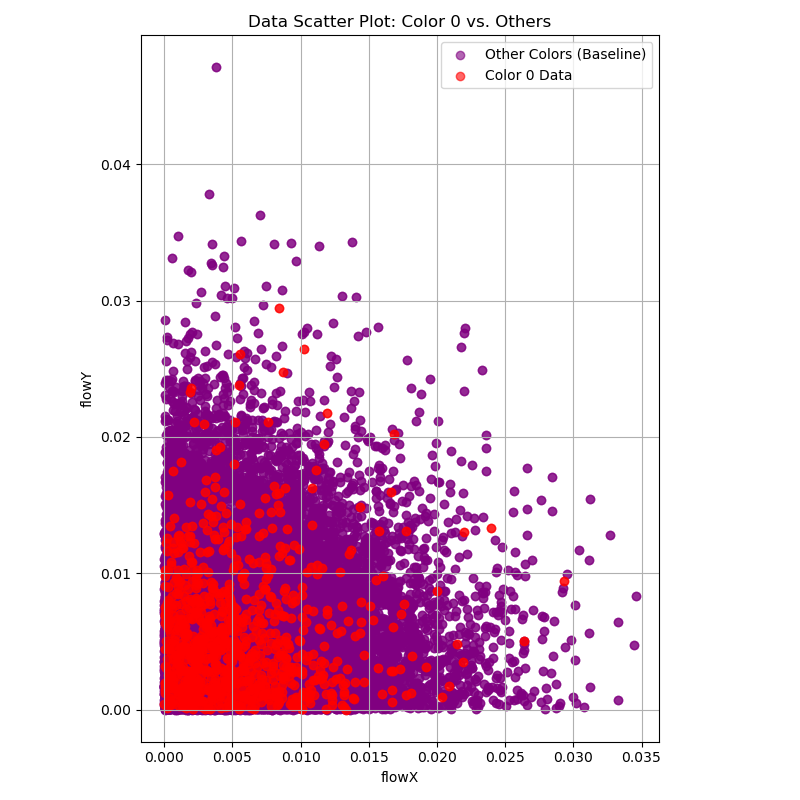 Data Scatter Plot: Color 0 vs. Others
Other Colors (Baseline)
Color 0 Data
flowY
0.04
0.03
0.02
0.01
0.00
0.000 0.005 0.010 0.015 0.020 0.025 0.030 0.035
flowX